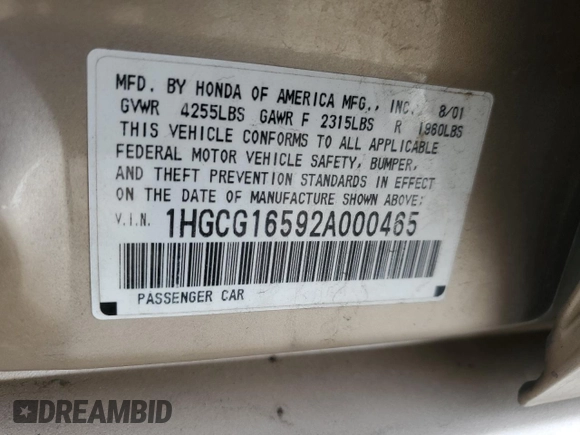 MFD. BY HONDA OF AMERICA MFG., INC. 8/01
GVWR 4255LBS GAWR F 2315LBS R 1960LBS
THIS VEHICLE CONFORMS TO ALL APPLICABLE
FEDERAL MOTOR VEHICLE SAFETY, BUMPER,
AND THEFT PREVENTION STANDARDS IN EFFECT
ON THE DATE OF MANUFACTURE SHOWN ABOVE;
V.I.N. 1HGCG16592A000465
PASSENGER CAR
DREAMBID